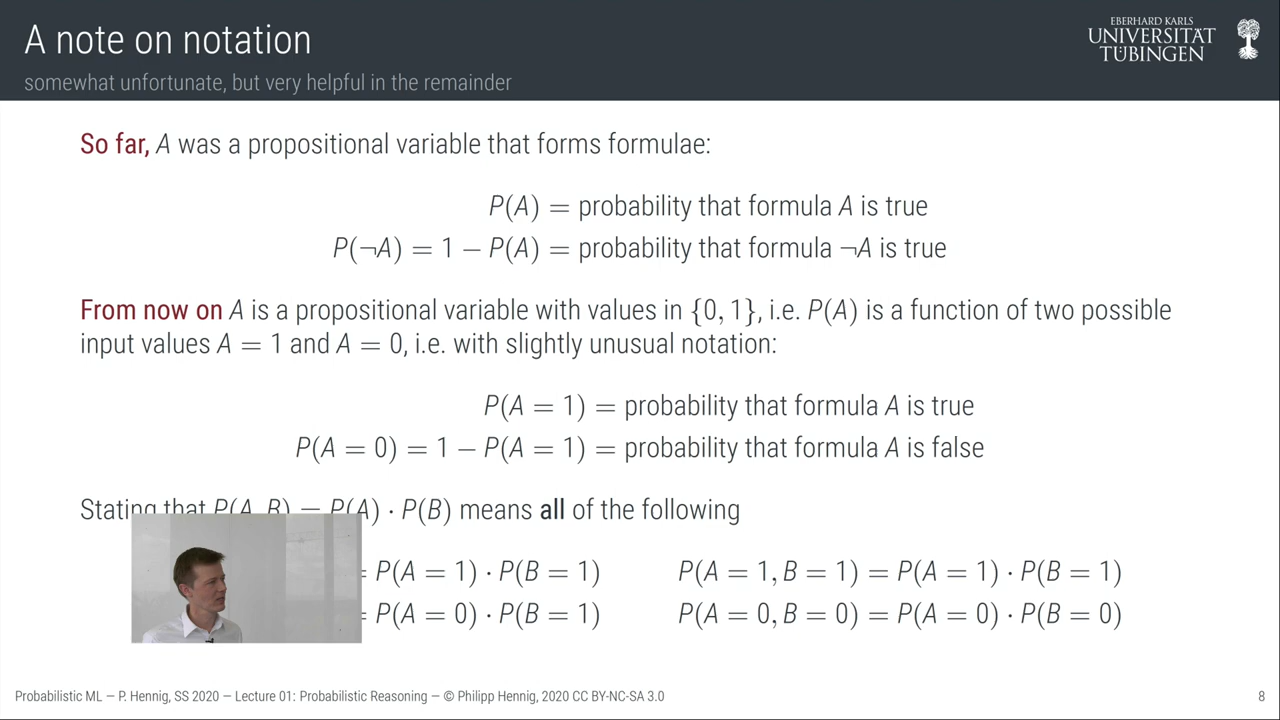 A note on notation
somewhat unfortunate, but very helpful in the remainder
EBERHARD KARLS
UNIVERSITÄT
TÜBINGEN
So far, A was a propositional variable that forms formulae:
P(A) = probability that formula A is true
P(¬A) = 1 − P(A) = probability that formula ¬A is true
From now on A is a propositional variable with values in {0, 1}, i.e. P(A) is a function of two possible
input values A = 1 and A = 0, i.e. with slightly unusual notation:
P(A = 1) = probability that formula A is true
P(A = 0) = 1 − P(A = 1) = probability that formula A is false
Stating that P(A, B) = P(A) · P(B) means all of the following
= P(A = 1) · P(B = 1) P(A = 1, B = 1) = P(A = 1) · P(B = 1)
= P(A = 0) · P(B = 1) P(A = 0, B = 0) = P(A = 0) · P(B = 0)
Probabilistic ML — P. Hennig, SS 2020 — Lecture 01: Probabilistic Reasoning — © Philipp Hennig, 2020 CC BY-NC-SA 3.0
8